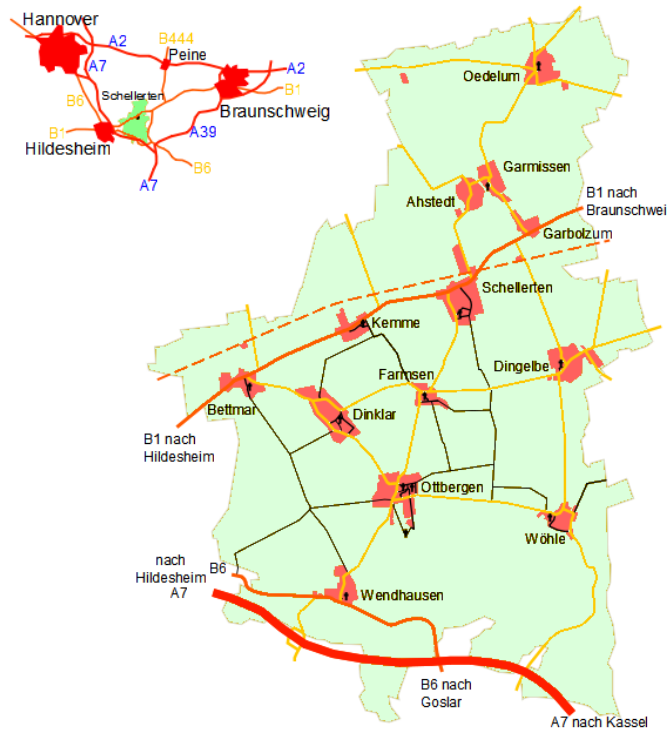 Hannover
A2
B444
Peine
A7
A2
B6
Schellerten
B1
Braunschweig
B1
A39
Hildesheim
B6
A7
Oedelum
Garmissen
Ahstedt
B1 nach
Braunschwei
Garbolzum
Schellerten
Kemme
Farmsen
Dingelbe
Bettmar
Dinklar
B1 nach
Hildesheim
Ottbergen
Wöhle
nach
Hildesheim
B6
A7
Wendhausen
B6 nach
Goslar
A7 nach Kassel